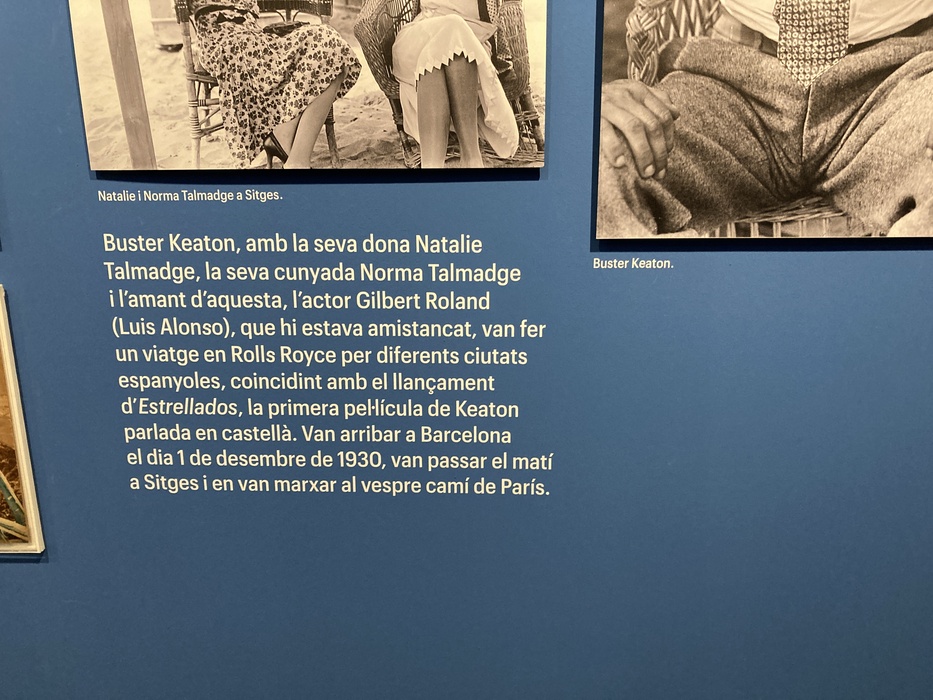 Natalie i Norma Talmadge a Sitges.
Buster Keaton, amb la seva dona Natalie
Talmadge, la seva cunyada Norma Talmadge
i l’amant d’aquesta, l’actor Gilbert Roland
(Luis Alonso), que hi estava amistancat, van fer
un viatge en Rolls Royce per diferents ciutats
espanyoles, coincidint amb el llançament
d’Estrellados, la primera pel·lícula de Keaton
parlada en castellà. Van arribar a Barcelona
el dia 1 de desembre de 1930, van passar el matí
a Sitges i en van marxar al vespre camí de París.
Buster Keaton.